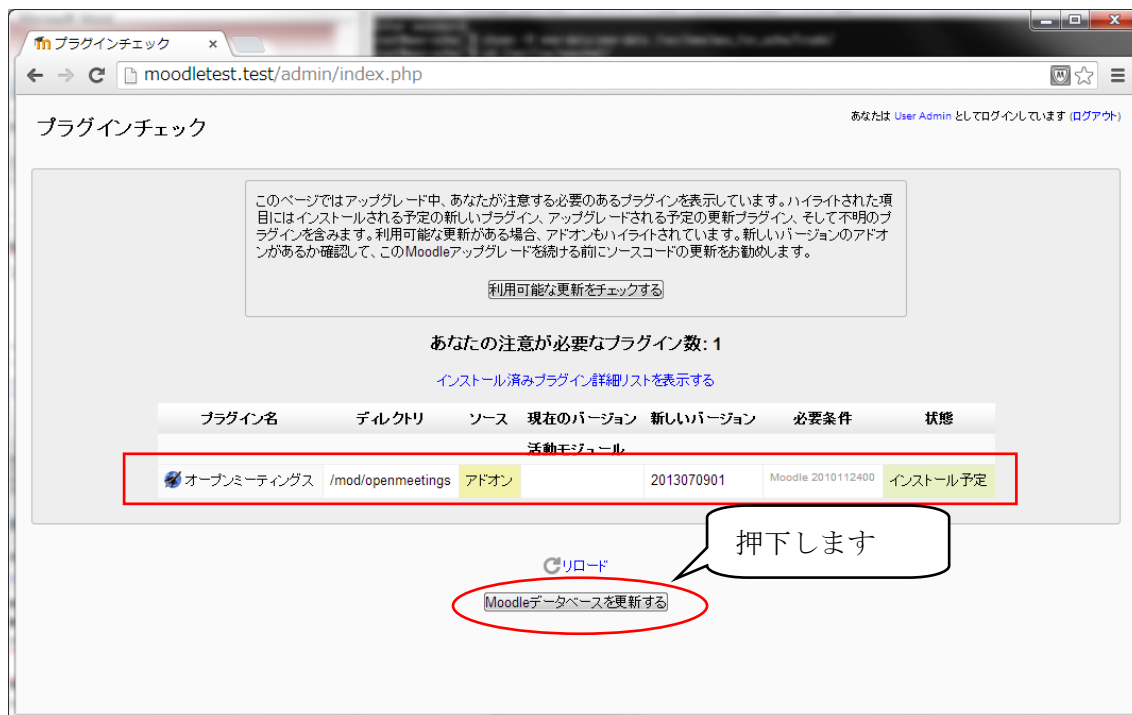 プラグインチェック
moodletest.test/admin/index.php
プラグインチェック
あなたは User Admin としてログインしています (ログアウト)
このページではアップグレード中、あなたが注意する必要のあるプラグインを表示しています。ハイライトされた項
目にはインストールされる予定の新しいプラグイン、アップグレードされる予定の更新プラグイン、そして不明のプ
ラグインを含みます。利用可能な更新がある場合、アドオンもハイライトされています。新しいバージョンのアドオ
ンがあるか確認して、このMoodleアップグレードを続ける前にソースコードの更新をお勧めします。
利用可能な更新をチェックする
あなたの注意が必要なプラグイン数: 1
インストール済みプラグイン詳細リストを表示する
プラグイン名 ディレクトリ ソース 現在のバージョン 新しいバージョン 必要条件 状態
活動モジュール
オープンミーティングス /mod/openmeetings アドオン 2013070901 Moodle 2010112400 インストール予定
押下します
リロード
Moodleデータベースを更新する